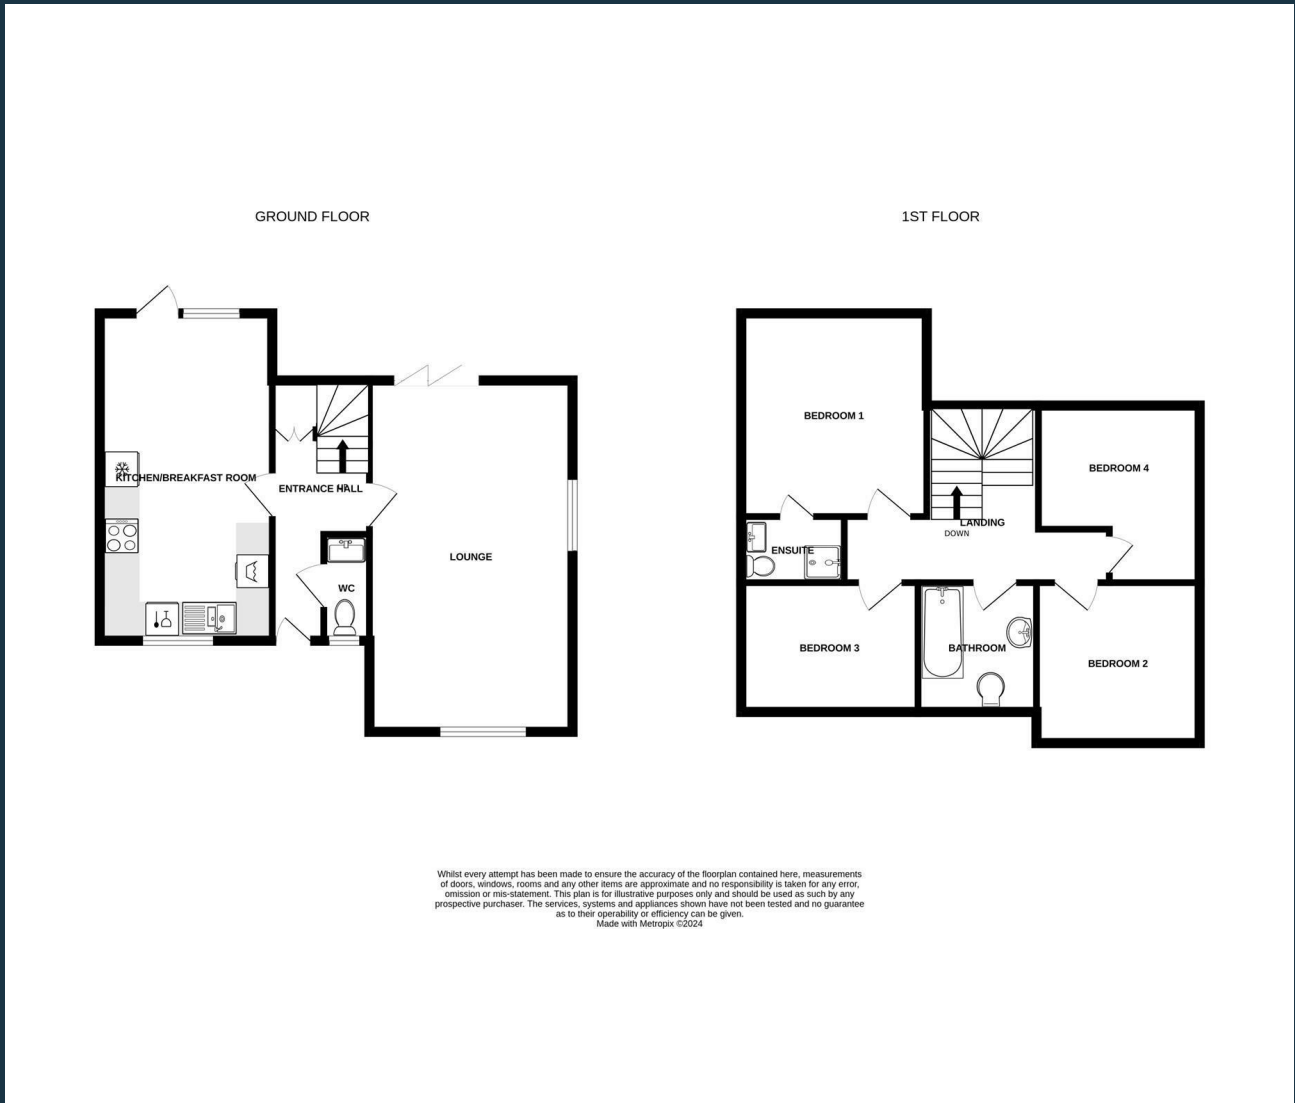 GROUND FLOOR
1ST FLOOR
KITCHEN/BREAKFAST ROOM
ENTRANCE HALL
UP
WC
LOUNGE
BEDROOM 1
BEDROOM 4
LANDING
DOWN
ENSUITE
BEDROOM 3
BATHROOM
BEDROOM 2
Whilst every attempt has been made to ensure the accuracy of the floorplan contained here, measurements
of doors, windows, rooms and any other items are approximate and no responsibility is taken for any error,
omission or mis-statement. This plan is for illustrative purposes only and should be used as such by any
prospective purchaser. The services, systems and appliances shown have not been tested and no guarantee
as to their operability or efficiency can be given.
Made with Metropix ©2024